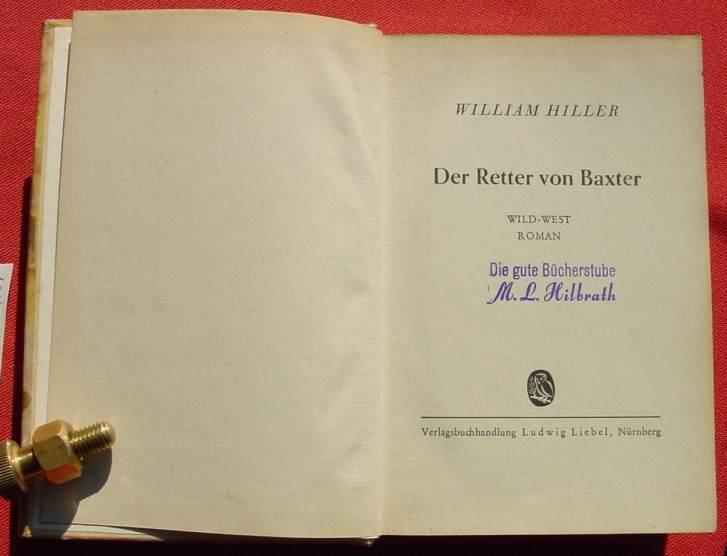 WILLIAM HILLER
Der Retter von Baxter
WILD-WEST
ROMAN
Die gute Bücherstube
M. L. Hilbrath
Verlagsbuchhandlung Ludwig Liebel, Nürnberg